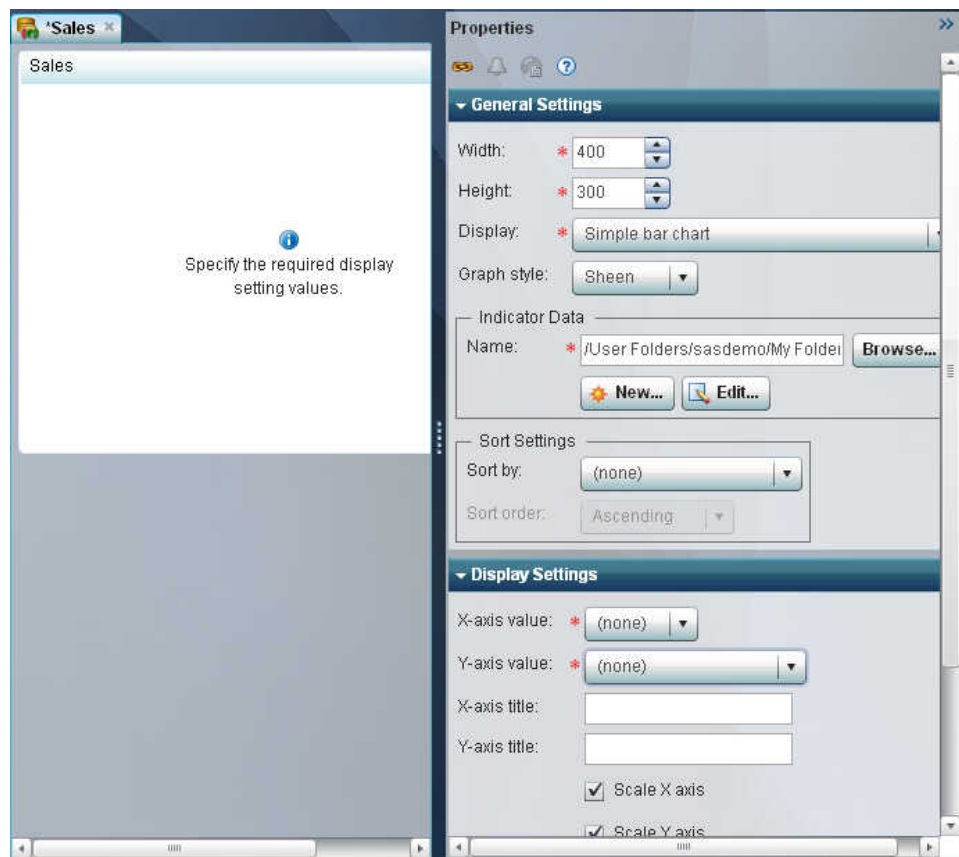 *Sales ×
Sales
Specify the required display
setting values.
Properties
General Settings
Width: * 400
Height: * 300
Display: * Simple bar chart
Graph style: Sheen
Indicator Data
Name: * /User Folders/sasdemo/My Folder Browse...
New... Edit...
Sort Settings
Sort by: (none)
Sort order: Ascending
Display Settings
X-axis value: * (none)
Y-axis value: * (none)
X-axis title:
Y-axis title:
Scale X axis
Scale Y axis